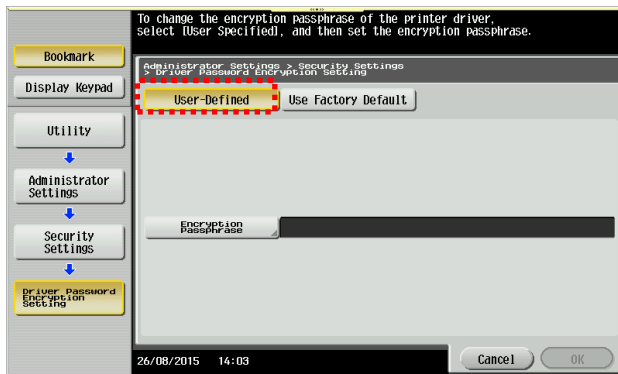 To change the encryption passphrase of the printer driver,
select [User Specified], and then set the encryption passphrase.
Bookmark
Display Keypad
Utility
Administrator
Settings
Security
Settings
Driver Password
Encryption
Setting
Administrator Settings > Security Settings
> Driver Password Encryption Setting
User-Defined
Use Factory Default
Encryption
Passphrase
26/08/2015 14:03
Cancel
OK